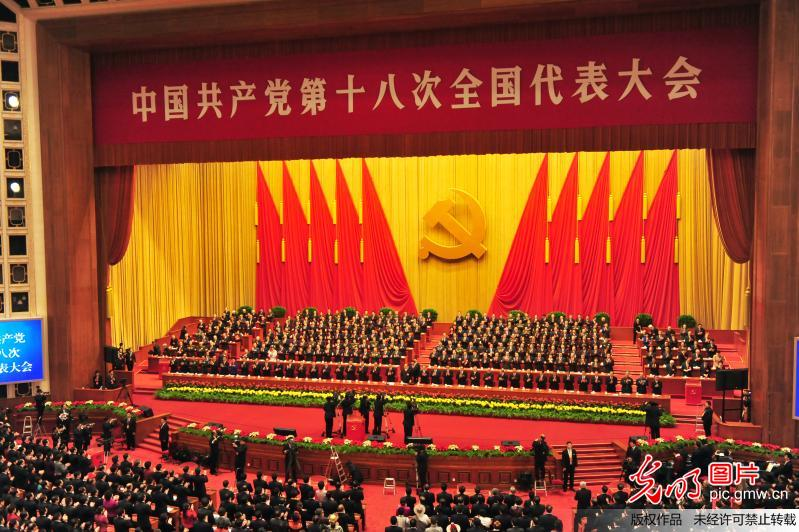 中国共产党第十八次全国代表大会
共产党
八次
表大会
光明图片
pic.gmw.cn
版权作品 未经许可禁止转载